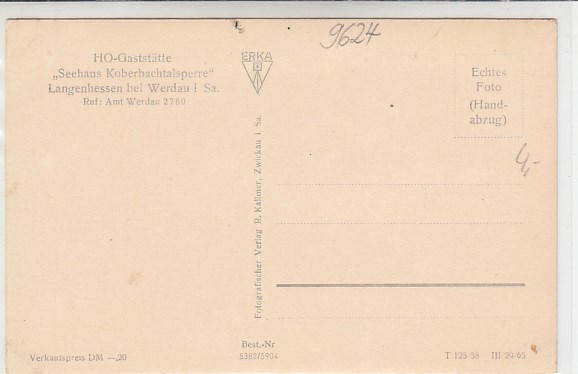 HO-Gaststätte
„Seehaus Koberbachtalsperre“
Langenhessen bei Werdau i Sa.
Ruf: Amt Werdau 2760
9624
ERKA
Echtes
Foto
(Hand-
abzug)
4,-
Fotografischer Verlag R. Kallmer, Zwickau i. Sa.
Verkaufspreis DM —,20
Best.-Nr
5382/5904
T 125/58 III 29/65